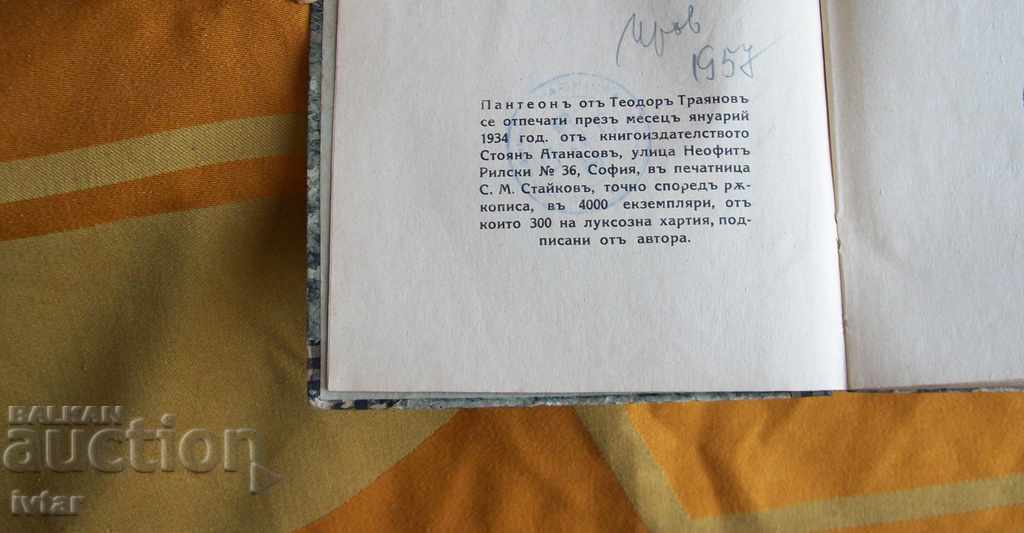 1957
Пантеонъ отъ Теодоръ Траяновъ
се отпечати презъ месецъ януарий
1934 год. отъ книгоиздателството
Стоянъ Атанасовъ, улица Неофитъ
Рилски № 36, София, въ печатница
С. М. Стайковъ, точно споредъ рѫ-
кописа, въ 4000 екземпляри, отъ
които 300 на луксозна хартия, под-
писани отъ автора.
BALKAN
auction
ivtar